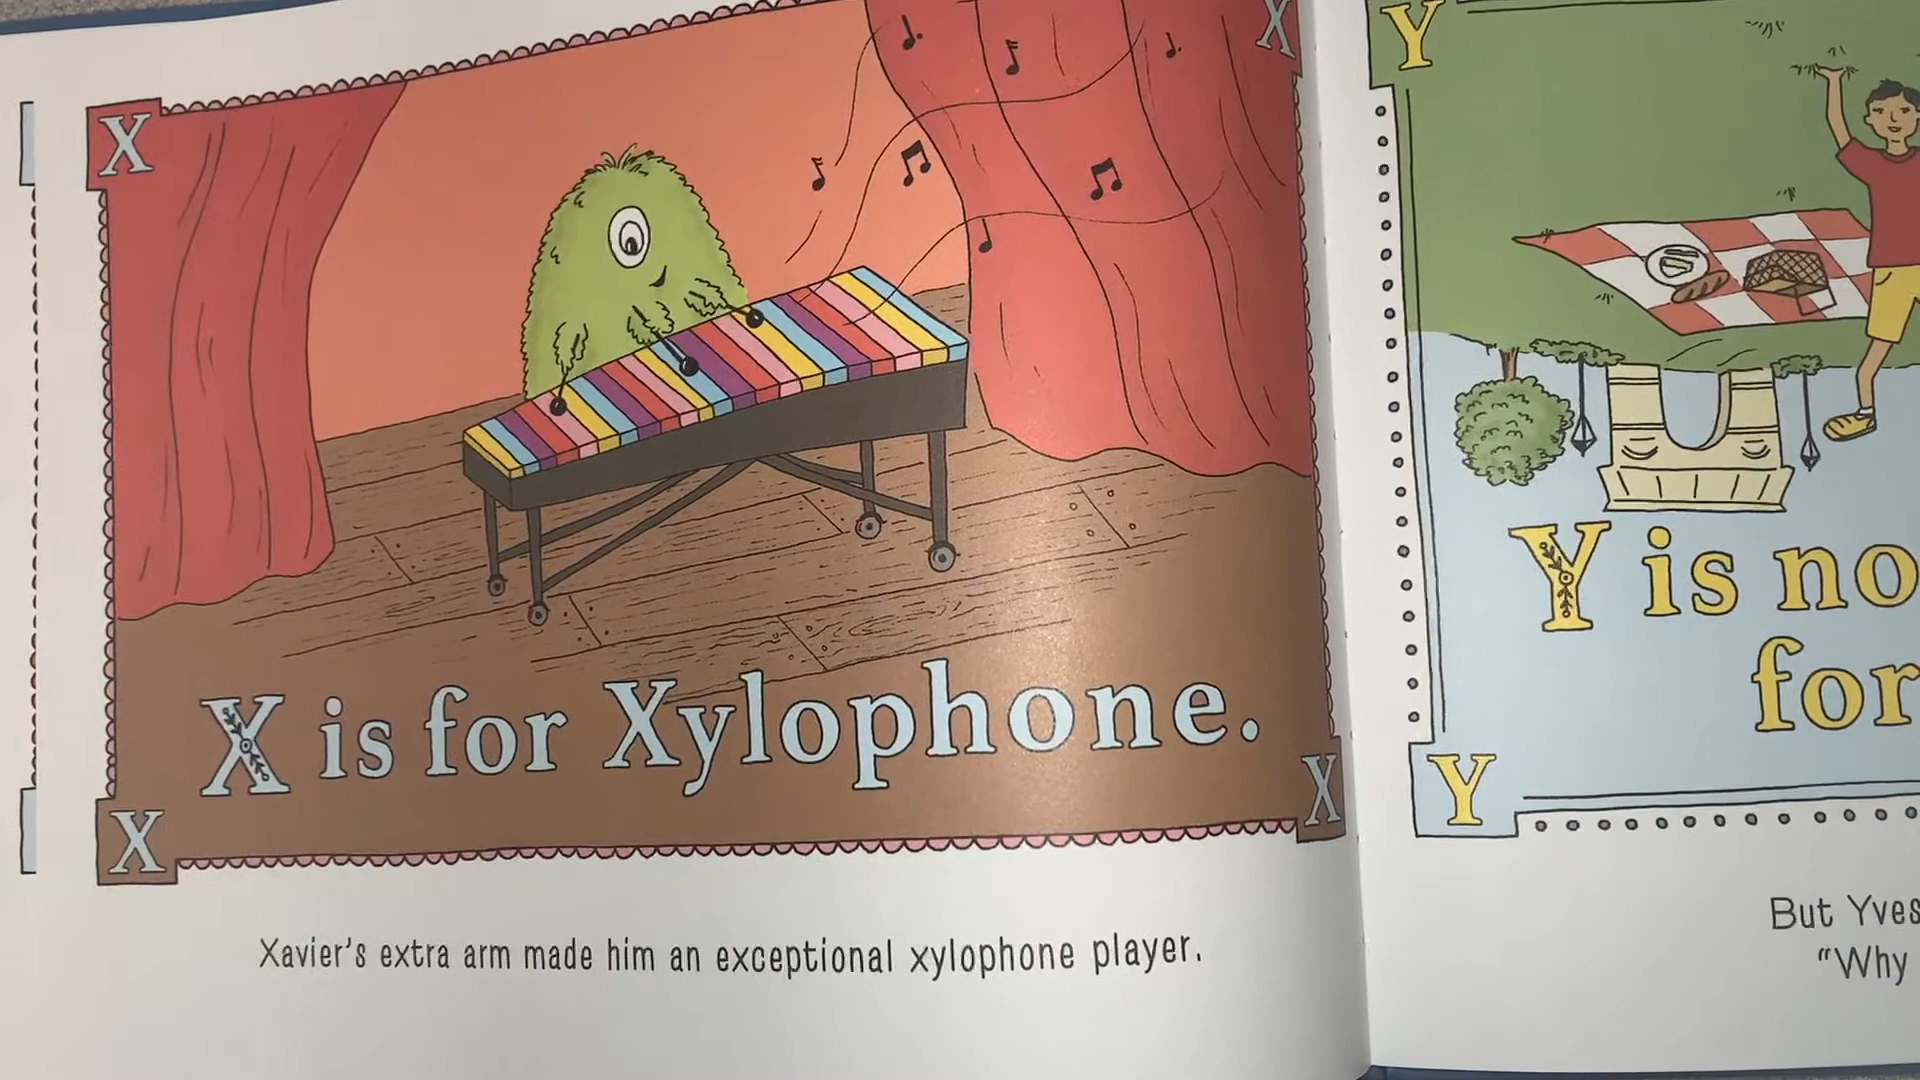 X
X
X is for Xylophone.
X
X
Xavier's extra arm made him an exceptional xylophone player.
Y
Y is no
for
Y
But Yves
"Why